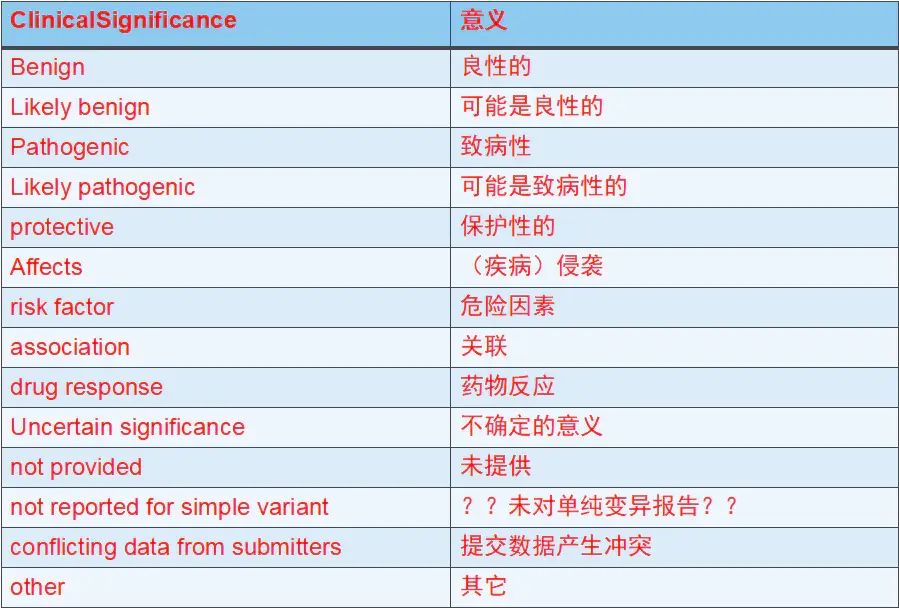 ClinicalSignificance 意义
Benign 良性的
Likely benign 可能是良性的
Pathogenic 致病性
Likely pathogenic 可能是致病性的
protective 保护性的
Affects （疾病）侵袭
risk factor 危险因素
association 关联
drug response 药物反应
Uncertain significance 不确定的意义
not provided 未提供
not reported for simple variant ？？未对单纯变异报告？？
conflicting data from submitters 提交数据产生冲突
other 其它